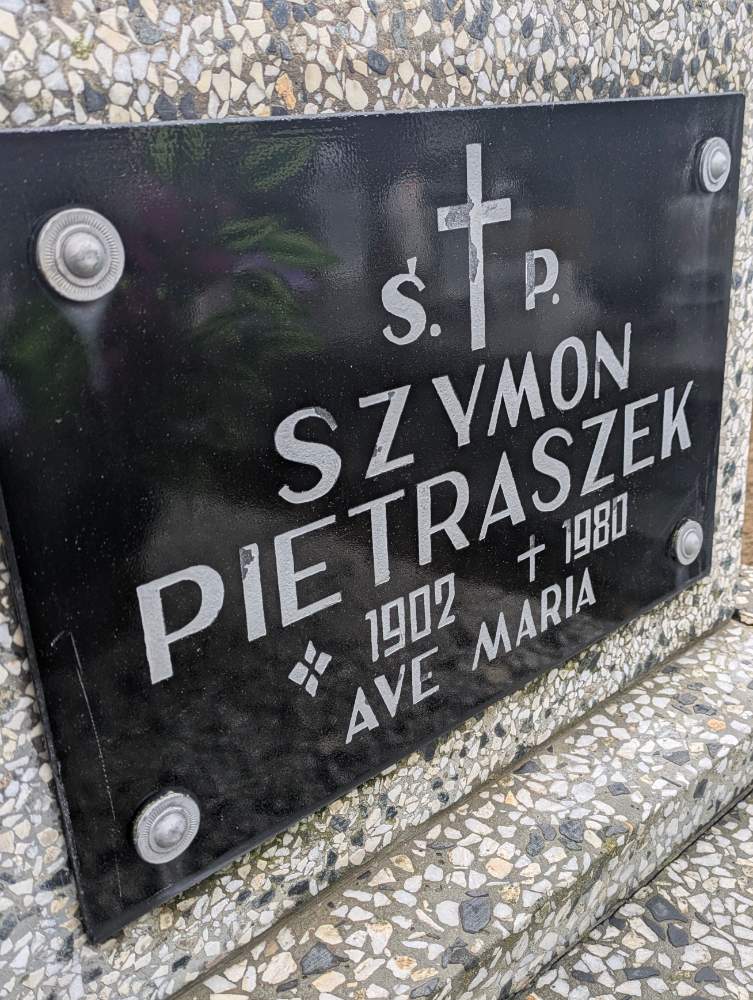 Ś. P.
SZYMON
PIETRASZEK
1902 1980
AVE MARIA